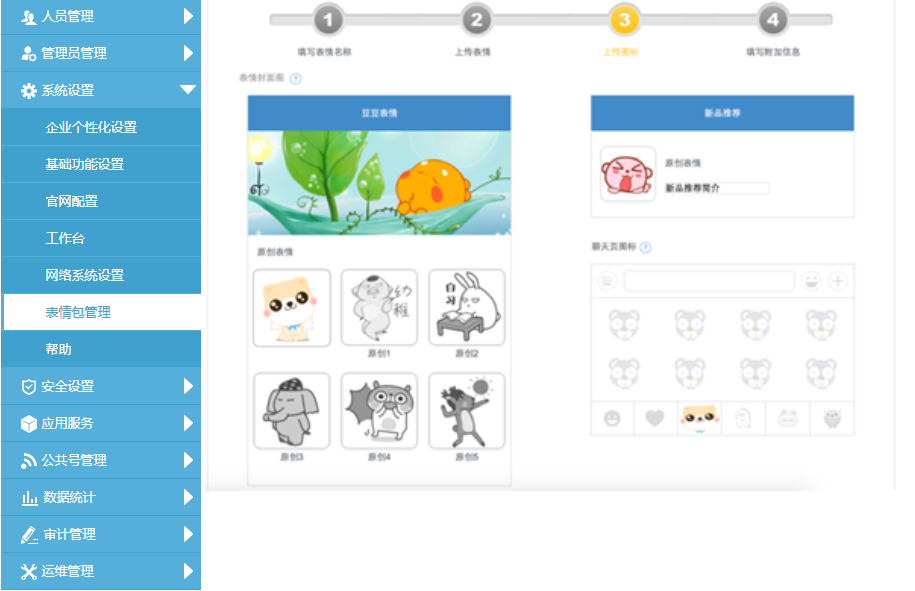 人员管理
管理员管理
系统设置
企业个性化设置
基础功能设置
官网配置
工作台
网络系统设置
表情包管理
帮助
安全设置
应用服务
公共号管理
数据统计
审计管理
运维管理
1 2 3 4
填写表情名称 上传表情 上传图标 填写附加信息
表情封面图 ?
豆豆表情
原创表情
幼稚
自习
原创1 原创2
原创3 原创4 原创5
新品推荐
原创表情
新品推荐简介
聊天页图标 ?